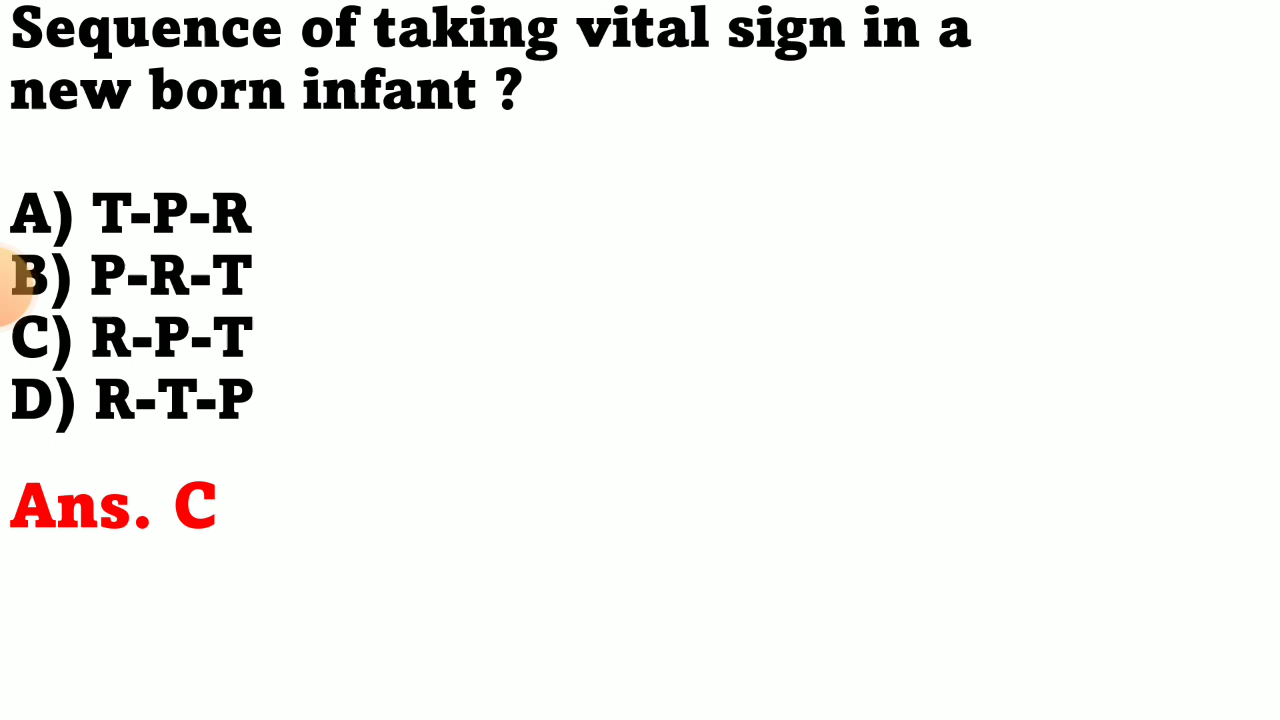 Sequence of taking vital sign in a
new born infant ?
A) T-P-R
B) P-R-T
C) R-P-T
D) R-T-P
Ans. C